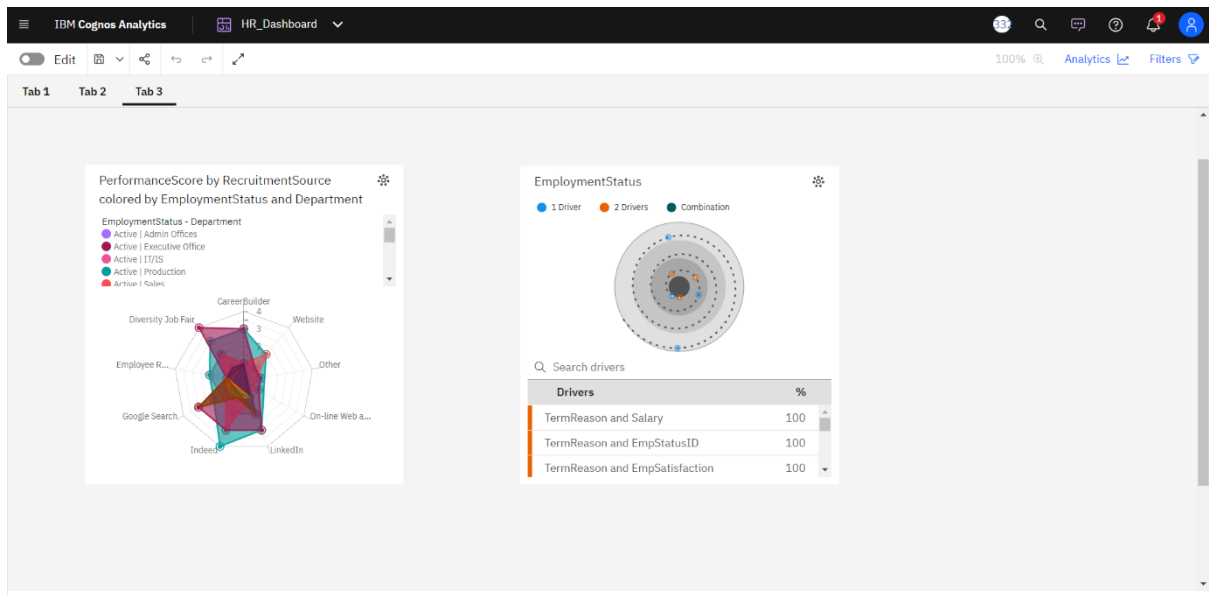 IBM Cognos Analytics
HR_Dashboard
332
1
Edit
100%
Analytics
Filters
Tab 1
Tab 2
Tab 3
PerformanceScore by RecruitmentSource
colored by EmploymentStatus and Department
EmploymentStatus - Department
Active | Admin Offices
Active | Executive Office
Active | IT/IS
Active | Production
Active | Sales
CareerBuilder
4
Diversity Job Fair
Website
3
Employee R...
Other
Google Search
On-line Web a...
Indeed
LinkedIn
EmploymentStatus
1 Driver
2 Drivers
Combination
Search drivers
Drivers
%
TermReason and Salary
100
TermReason and EmpStatusID
100
TermReason and EmpSatisfaction
100